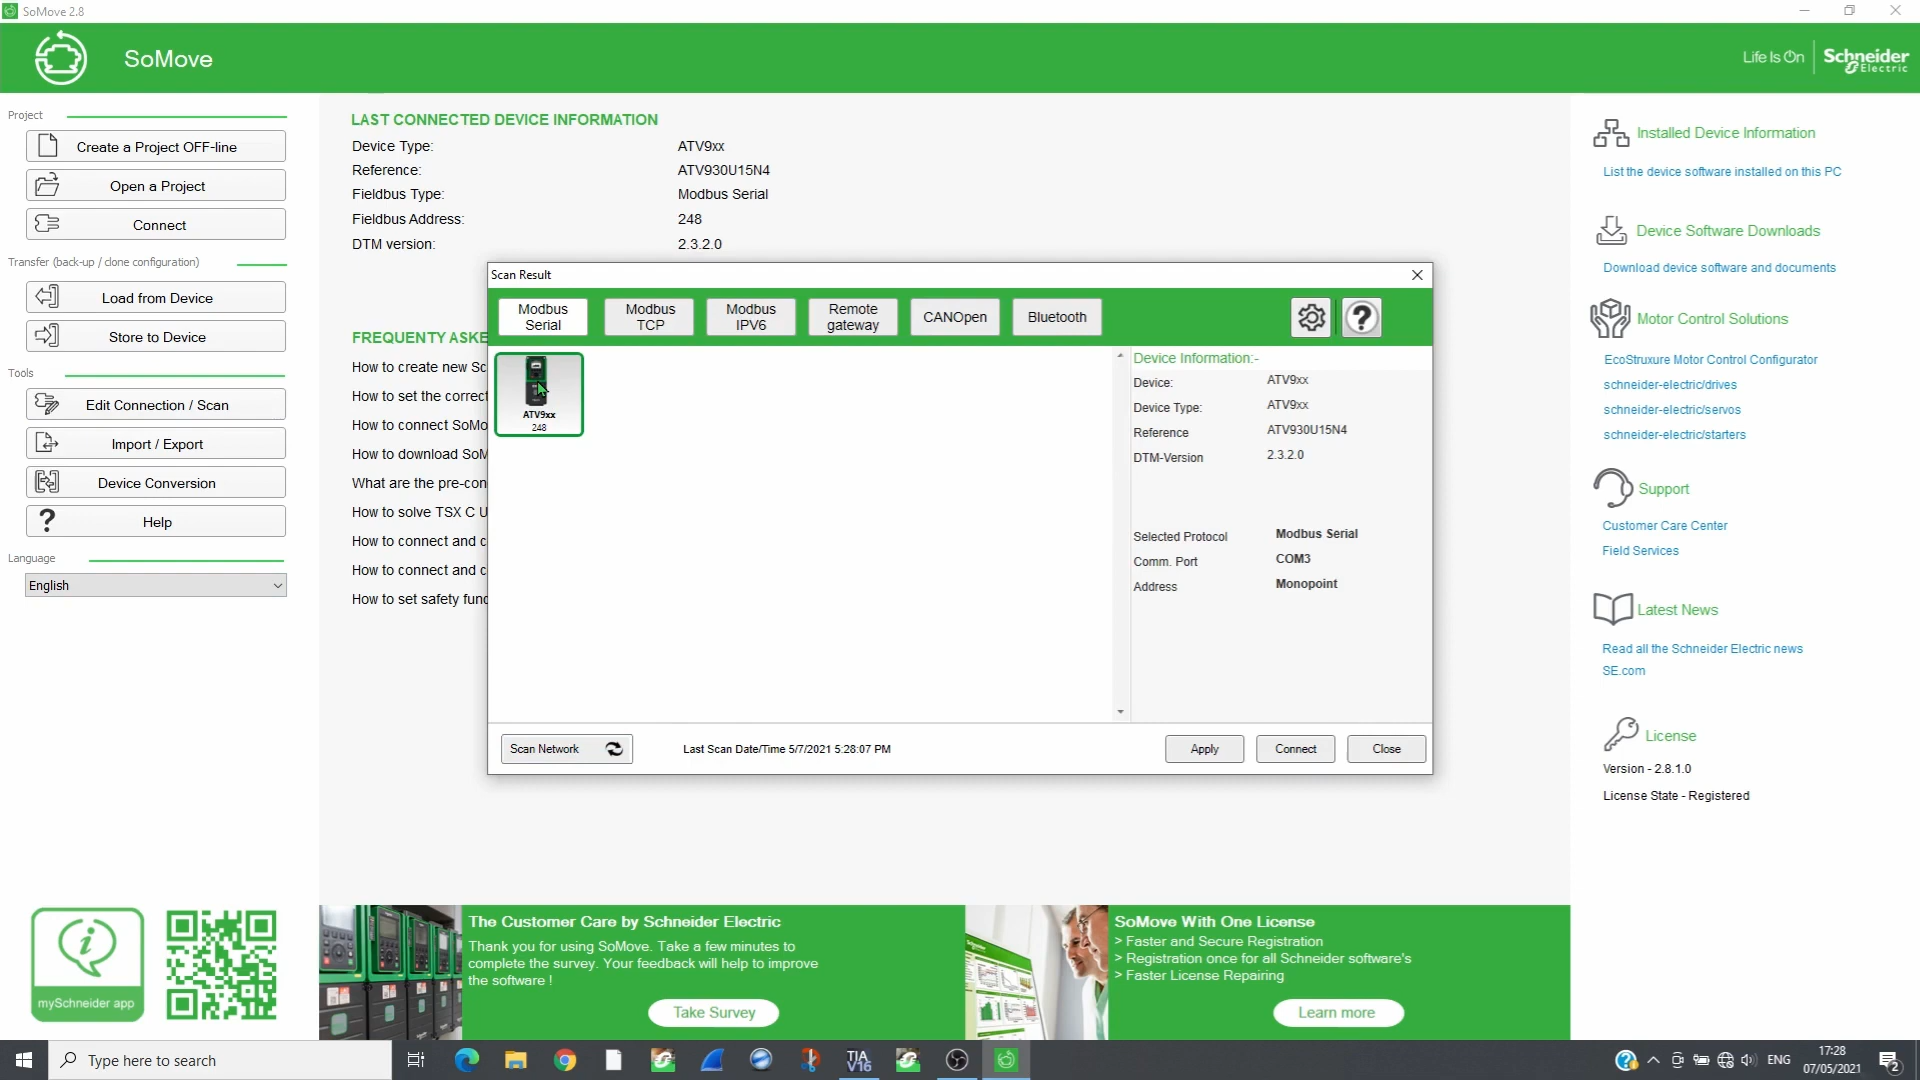 SoMove 2.8
SoMove
Life Is On
Schneider
Electric
Project
Create a Project OFF-line
Open a Project
Connect
Transfer (back-up / clone configuration)
Load from Device
Store to Device
Tools
Edit Connection / Scan
Import / Export
Device Conversion
Help
Language
English
mySchneider app
LAST CONNECTED DEVICE INFORMATION
Device Type: ATV9xx
Reference: ATV930U15N4
Fieldbus Type: Modbus Serial
Fieldbus Address: 248
DTM version: 2.3.2.0
FREQUENTY ASKE
How to create new Sc
How to set the correct
How to connect SoMo
How to download SoM
What are the pre-con
How to solve TSX C U
How to connect and c
How to connect and c
How to set safety func
Scan Result
Modbus
Serial
Modbus
TCP
Modbus
IPV6
Remote
gateway
CANOpen
Bluetooth
ATV9xx
248
Device Information:-
Device: ATV9xx
Device Type: ATV9xx
Reference ATV930U15N4
DTM-Version 2.3.2.0
Selected Protocol Modbus Serial
Comm. Port COM3
Address Monopoint
Scan Network
Last Scan Date/Time 5/7/2021 5:28:07 PM
Apply
Connect
Close
Installed Device Information
List the device software installed on this PC
Device Software Downloads
Download device software and documents
Motor Control Solutions
EcoStruxure Motor Control Configurator
schneider-electric/drives
schneider-electric/servos
schneider-electric/starters
Support
Customer Care Center
Field Services
Latest News
Read all the Schneider Electric news
SE.com
License
Version - 2.8.1.0
License State - Registered
The Customer Care by Schneider Electric
Thank you for using SoMove. Take a few minutes to
complete the survey. Your feedback will help to improve
the software !
Take Survey
SoMove With One License
> Faster and Secure Registration
> Registration once for all Schneider software's
> Faster License Repairing
Learn more
Type here to search
TIA
V16
ENG
17:28
07/05/2021
2